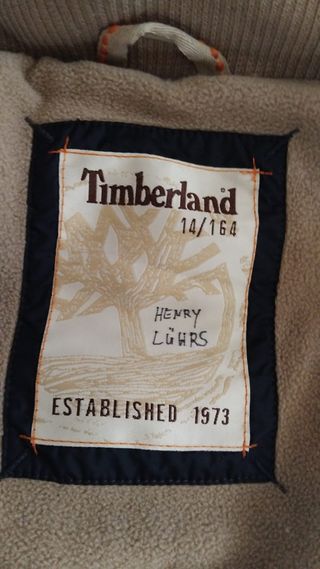 Timberland
14/164
HENRY
LÜHRS
ESTABLISHED 1973